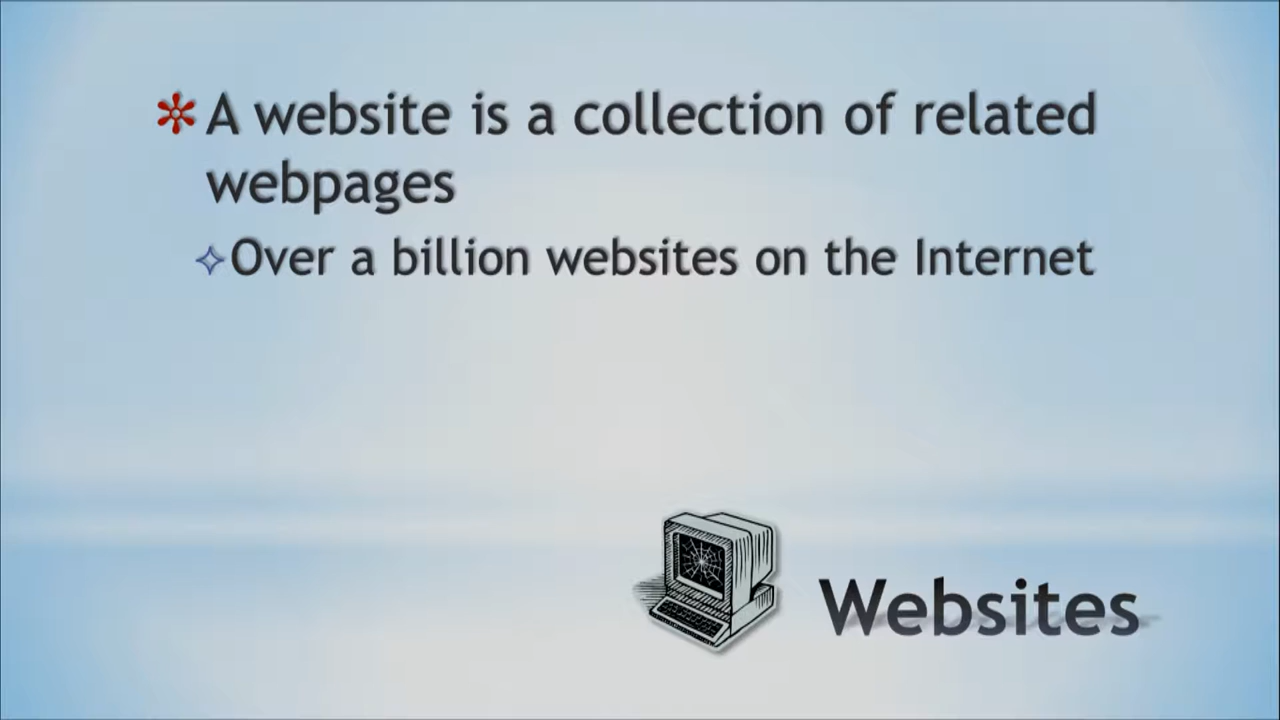 A website is a collection of related
webpages
Over a billion websites on the Internet
Websites